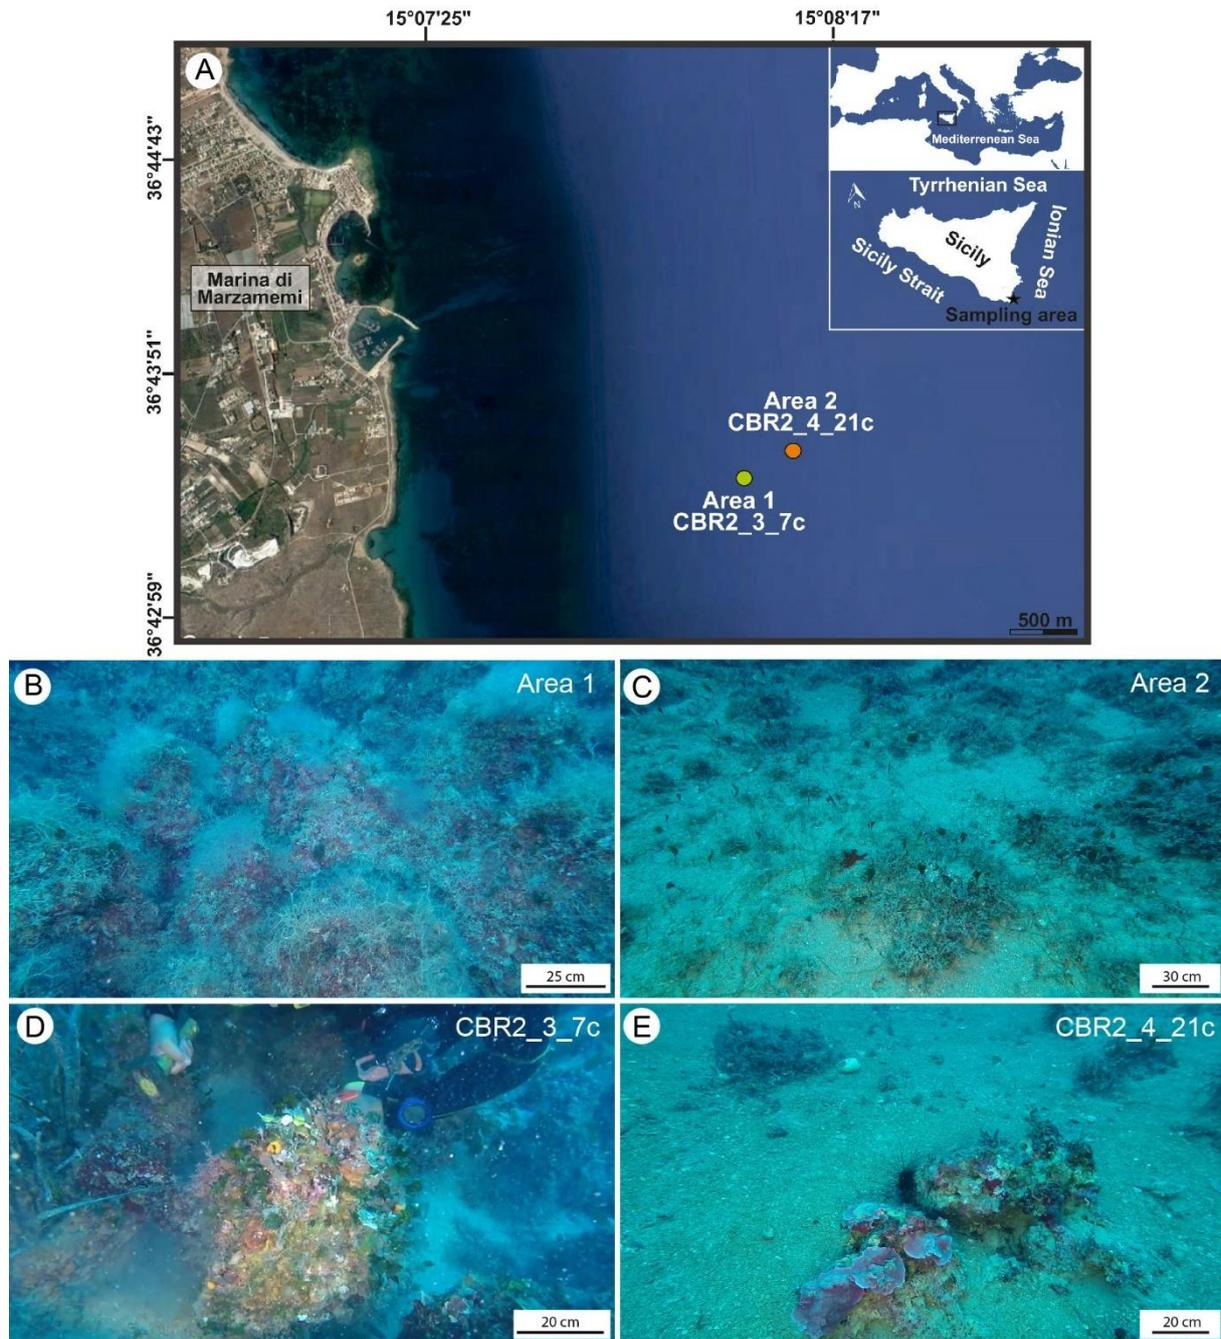 15°07'25"
15°08'17"
A
36°44'43"
36°43'51"
36°42'59"
Marina di
Marzamemi
Mediterranean Sea
Tyrrhenian Sea
N
Sicily
Ionian Sea
Sicily Strait
Sampling area
Area 2
CBR2_4_21c
Area 1
CBR2_3_7c
500 m
B
Area 1
25 cm
C
Area 2
30 cm
D
CBR2_3_7c
20 cm
E
CBR2_4_21c
20 cm